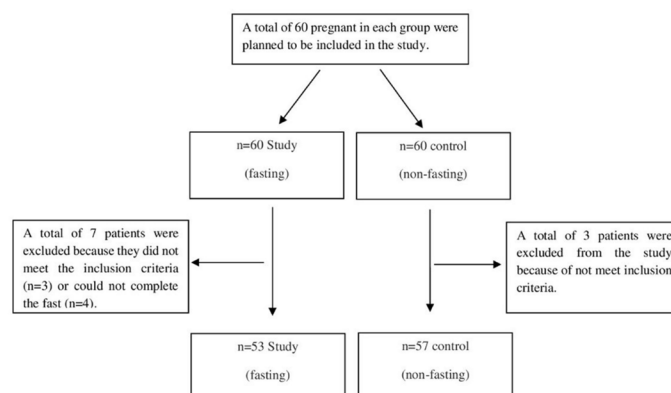 A total of 60 pregnant in each group were
planned to be included in the study.
n=60 Study
(fasting)
n=60 control
(non-fasting)
A total of 7 patients were
excluded because they did not
meet the inclusion criteria
(n=3) or could not complete
the fast (n=4).
A total of 3 patients were
excluded from the study
because of not meet inclusion
criteria.
n=53 Study
(fasting)
n=57 control
(non-fasting)